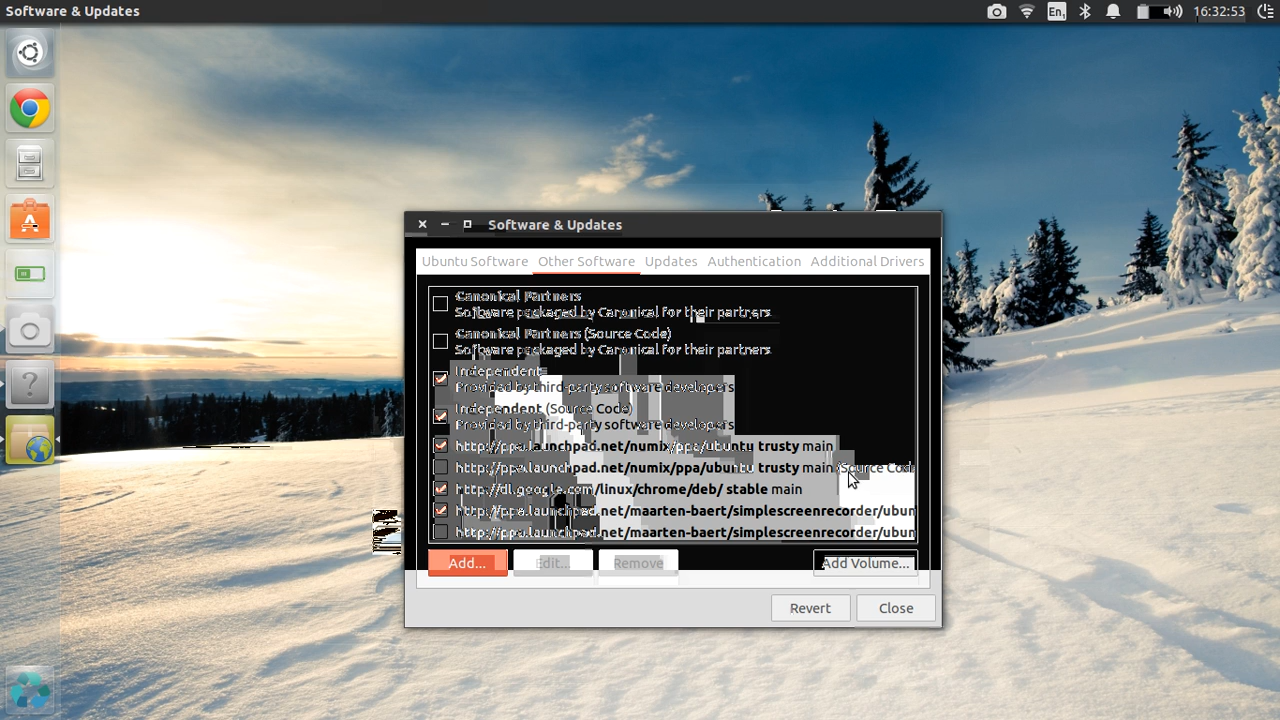 Software & Updates
En1
16:32:53
Software & Updates
Ubuntu Software Other Software Updates Authentication Additional Drivers
Canonical Partners
Software packaged by Canonical for their partners
Canonical Partners (Source Code)
Software packaged by Canonical for their partners
Independent
Provided by third-party software developers
Independent (Source Code)
Provided by third-party software developers
http://ppa.launchpad.net/numix/ppa/ubuntu trusty main
http://ppa.launchpad.net/numix/ppa/ubuntu trusty main (Source Code
http://dl.google.com/linux/chrome/deb/ stable main
http://ppa.launchpad.net/maarten-baert/simplescreenrecorder/ubun
http://ppa.launchpad.net/maarten-baert/simplescreenrecorder/ubun
Add... Edit... Remove Add Volume...
Revert Close